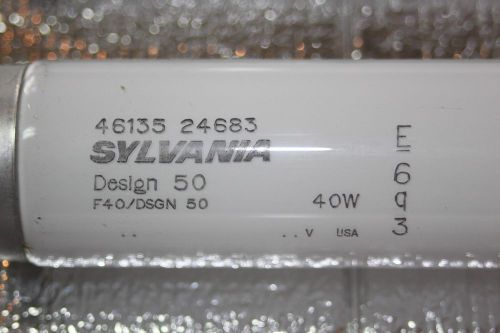 46135 24683
SYLVANIA
Design 50
F40/DSGN 50
40W
.. .. V USA
E
6
9
3